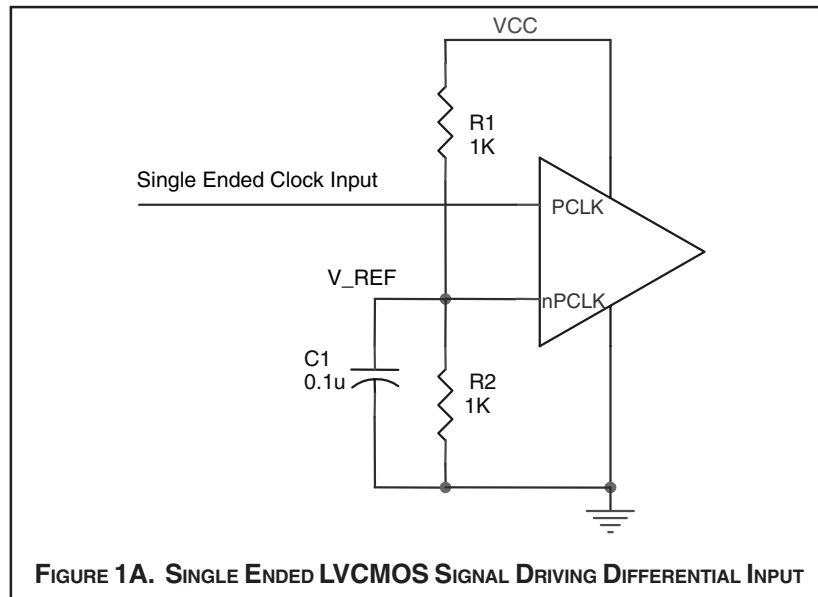 VCC
R1
1K
Single Ended Clock Input
PCLK
V_REF
nPCLK
C1
0.1u
R2
1K
FIGURE 1A. SINGLE ENDED LVCMOS SIGNAL DRIVING DIFFERENTIAL INPUT